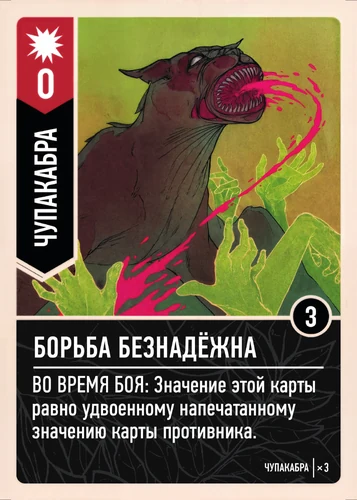 0
ЧУПАКАБРА
3
БОРЬБА БЕЗНАДЁЖНА
ВО ВРЕМЯ БОЯ: Значение этой карты
равно удвоенному напечатанному
значению карты противника.
ЧУПАКАБРА | ×3